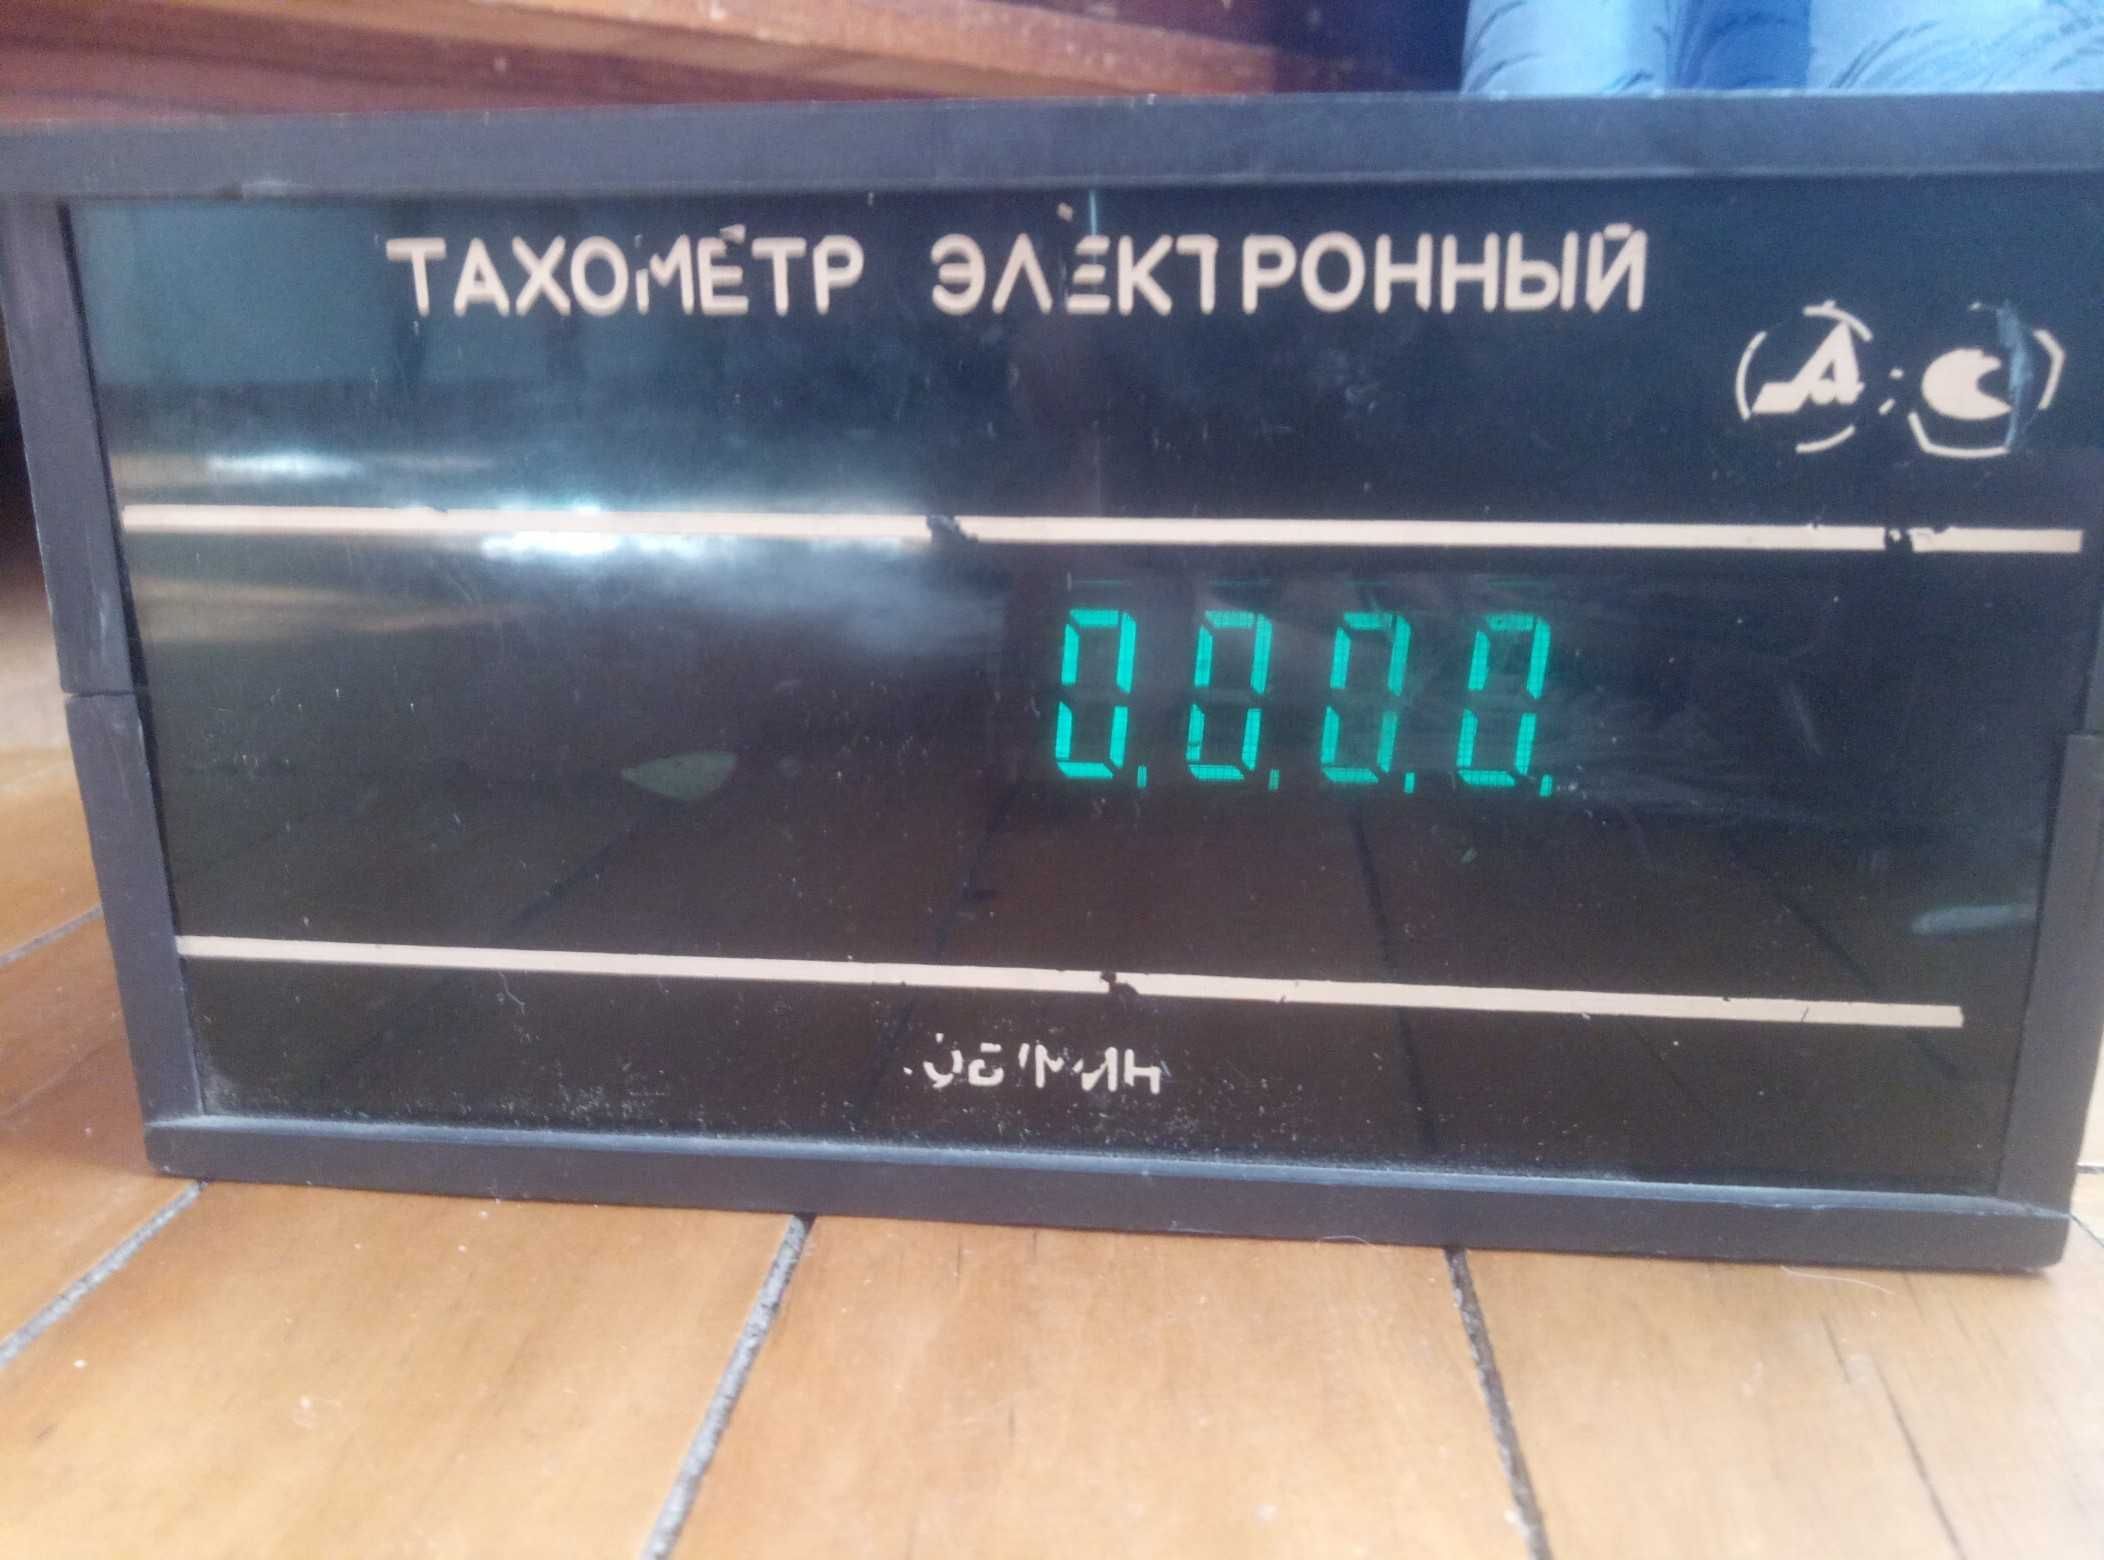 ТАХОМЕТР ЭЛЕКТРОННЫЙ
0.0.0.0.
ОБ/МИН